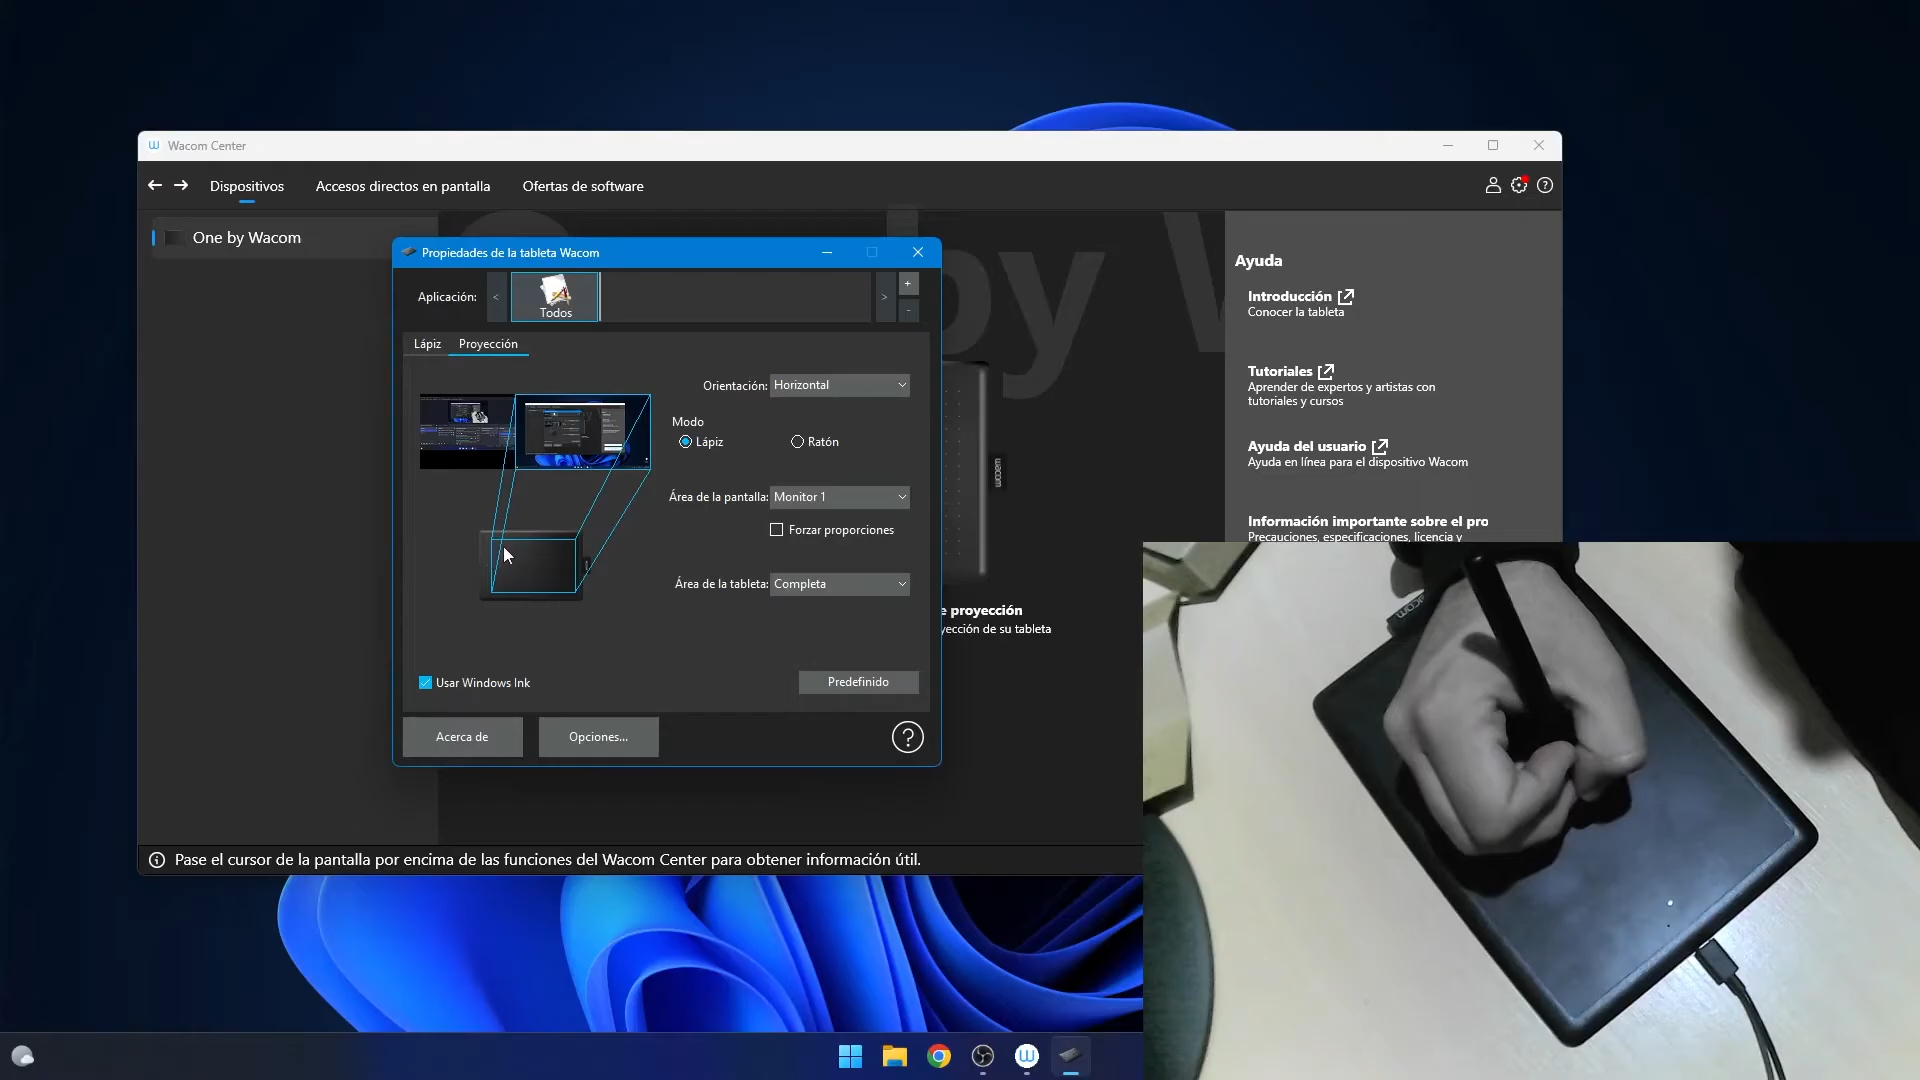 Wacom Center
Dispositivos
Accesos directos en pantalla
Ofertas de software
One by Wacom
Propiedades de la tableta Wacom
Aplicación:
<
Todos
>
+
-
Lápiz
Proyección
Orientación:
Horizontal
Modo
Lápiz
Ratón
Área de la pantalla:
Monitor 1
Forzar proporciones
Área de la tableta:
Completa
Usar Windows Ink
Predefinido
Acerca de
Opciones...
?
by W
wacom
e proyección
yección de su tableta
Ayuda
Introducción
Conocer la tableta
Tutoriales
Aprender de expertos y artistas con
tutoriales y cursos
Ayuda del usuario
Ayuda en línea para el dispositivo Wacom
Información importante sobre el pro
Precauciones, especificaciones, licencia y
Pase el cursor de la pantalla por encima de las funciones del Wacom Center para obtener información útil.